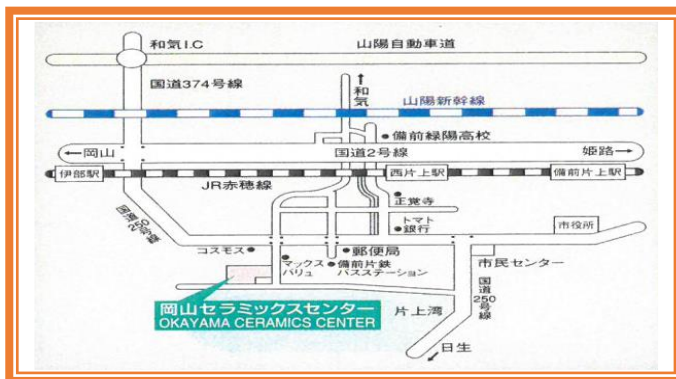 和気I.C
山陽自動車道
国道374号線
↑
和気
山陽新幹線
備前緑陽高校
←岡山
国道2号線
姫路→
伊部駅
西片上駅
備前片上駅
JR赤穂線
正覚寺
国道250号線
トマト
銀行
市役所
コスモス
郵便局
マックス
バリュ
備前片鉄
バスステーション
市民センター
国道250号線
岡山セラミックスセンター
OKAYAMA CERAMICS CENTER
片上湾
日生